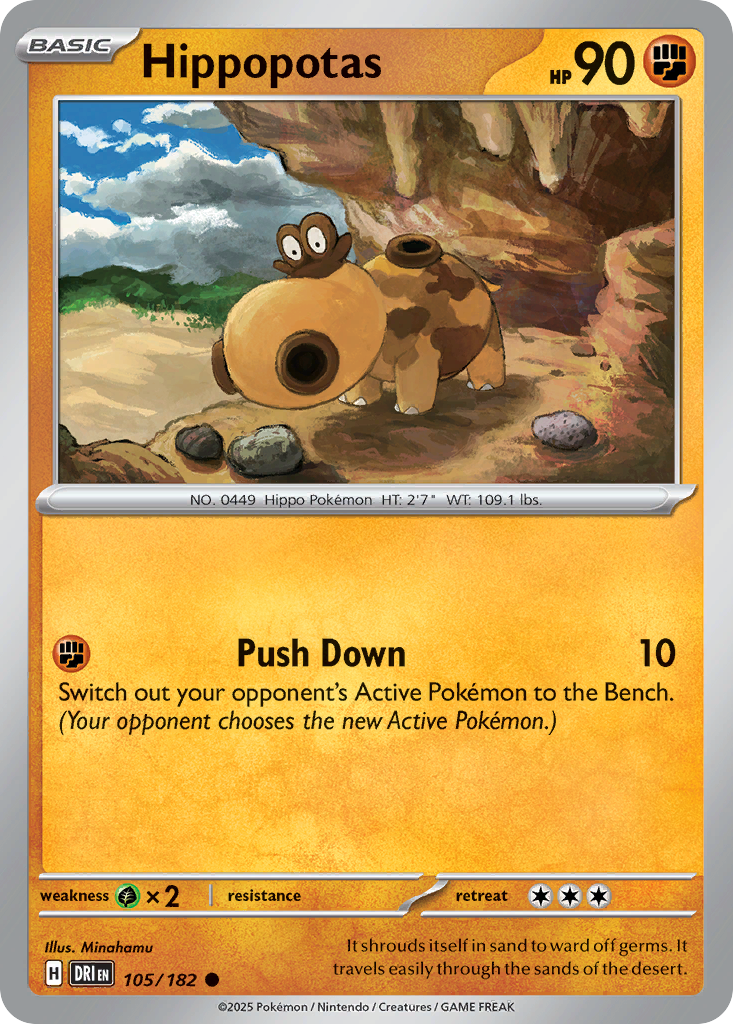 BASIC
Hippopotas
HP 90
NO. 0449 Hippo Pokémon HT: 2'7" WT: 109.1 lbs.
Push Down 10
Switch out your opponent's Active Pokémon to the Bench.
(Your opponent chooses the new Active Pokémon.)
weakness ×2 resistance retreat
Illus. Minahamu
It shrouds itself in sand to ward off germs. It
travels easily through the sands of the desert.
H DRI EN 105/182
©2025 Pokémon / Nintendo / Creatures / GAME FREAK